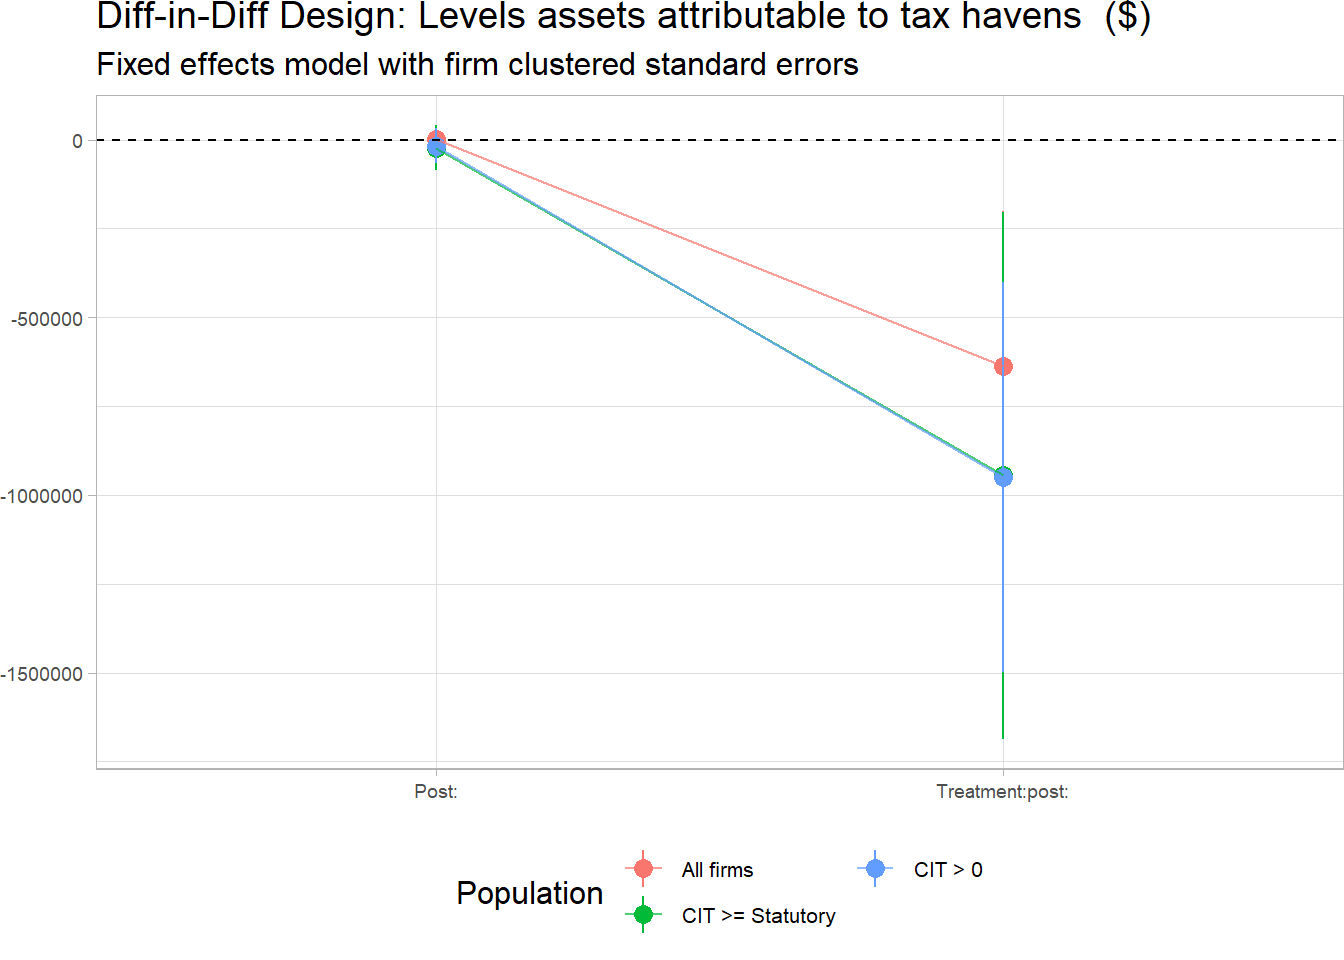 Diff-in-Diff Design: Levels assets attributable to tax havens  ($)
Fixed effects model with firm clustered standard errors
0
-500000
-1000000
-1500000
Post:
Treatment:post:
Population
All firms
CIT > 0
CIT >= Statutory